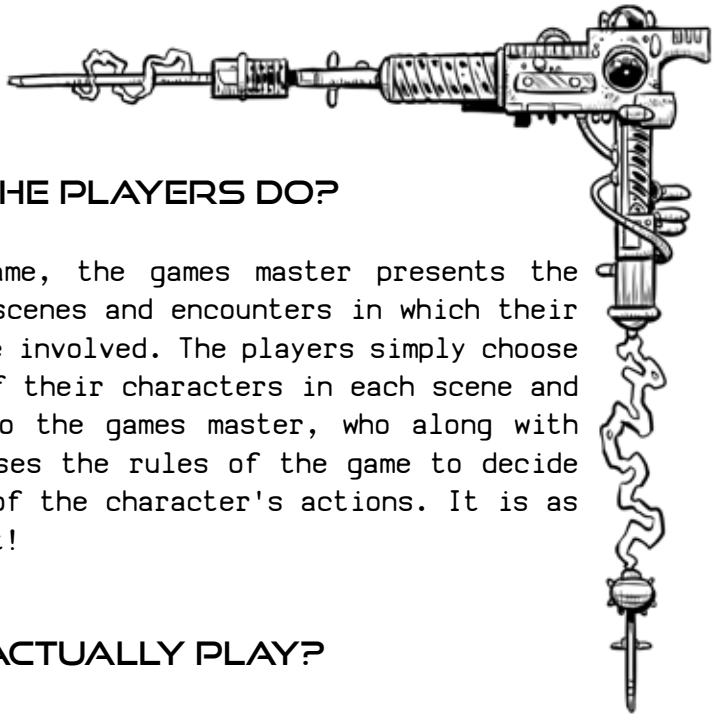 HE PLAYERS DO?
ame, the games master presents the
scenes and encounters in which their
e involved. The players simply choose
f their characters in each scene and
o the games master, who along with
ses the rules of the game to decide
of the character's actions. It is as
t!
ACTUALLY PLAY?